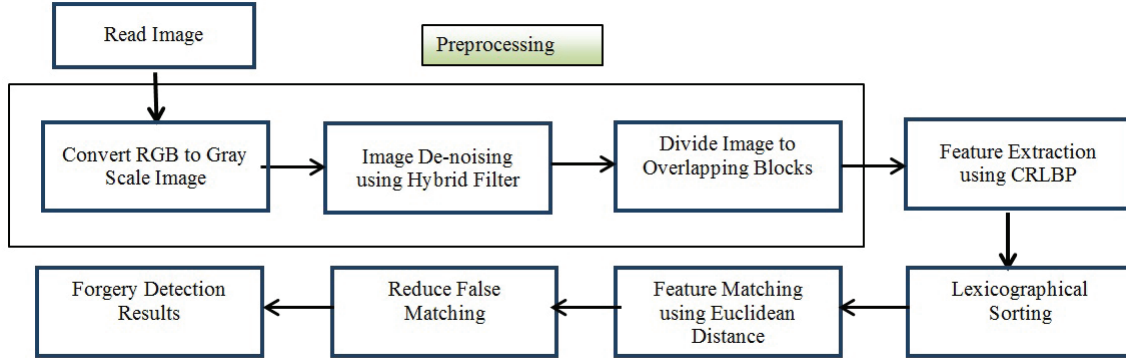 Read Image
Preprocessing
Convert RGB to Gray
Scale Image
Image De-noising
using Hybrid Filter
Divide Image to
Overlapping Blocks
Feature Extraction
using CRLBP
Lexicographical
Sorting
Feature Matching
using Euclidean
Distance
Reduce False
Matching
Forgery Detection
Results